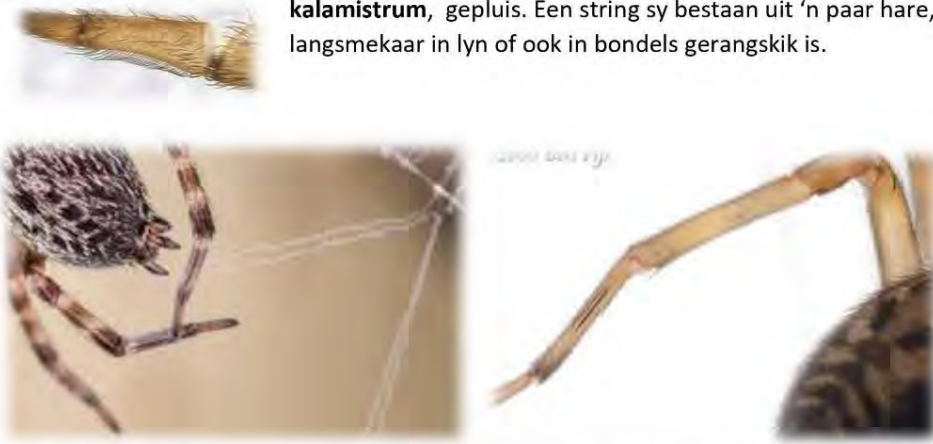 kalamistrum, gepluis. Een string sy bestaan uit ‘n paar hare,
langsmekaar in lyn of ook in bondels gerangskik is.